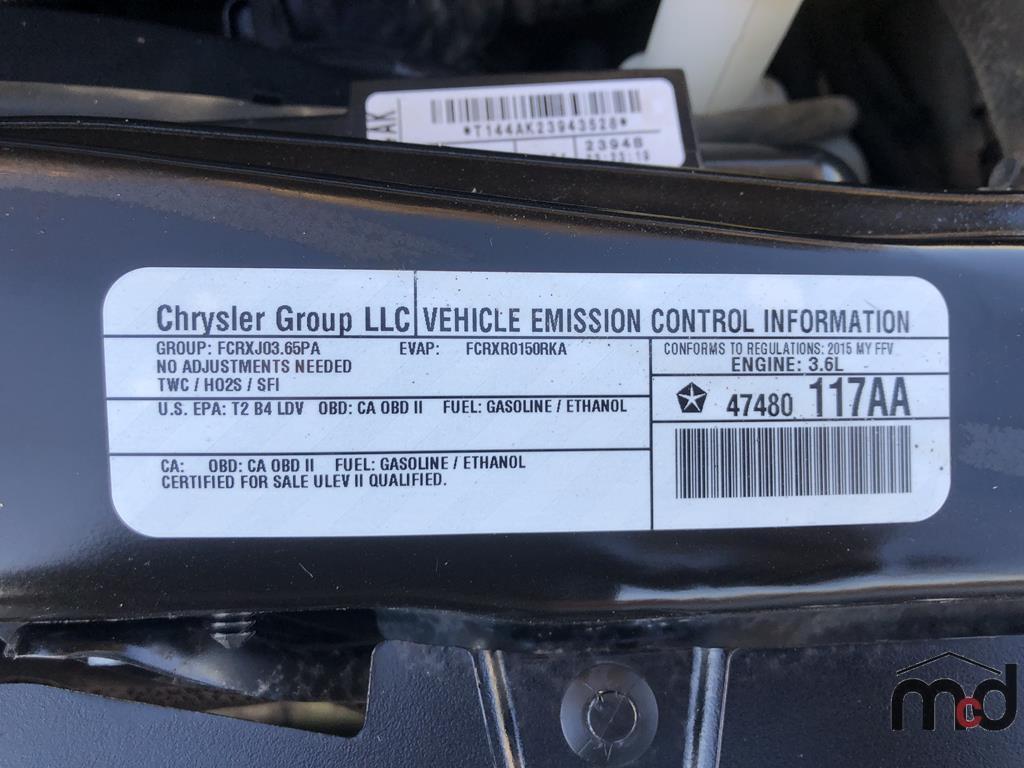 AK
*T144AK23943528*
2394B
Chrysler Group LLC VEHICLE EMISSION CONTROL INFORMATION
GROUP: FCRXJ03.65PA EVAP: FCRXR0150RKA
NO ADJUSTMENTS NEEDED
TWC / HO2S / SFI
CONFORMS TO REGULATIONS: 2015 MY FFV
ENGINE: 3.6L
47480 117AA
U.S. EPA: T2 B4 LDV OBD: CA OBD II FUEL: GASOLINE / ETHANOL
CA: OBD: CA OBD II FUEL: GASOLINE / ETHANOL
CERTIFIED FOR SALE ULEV II QUALIFIED.
mcd